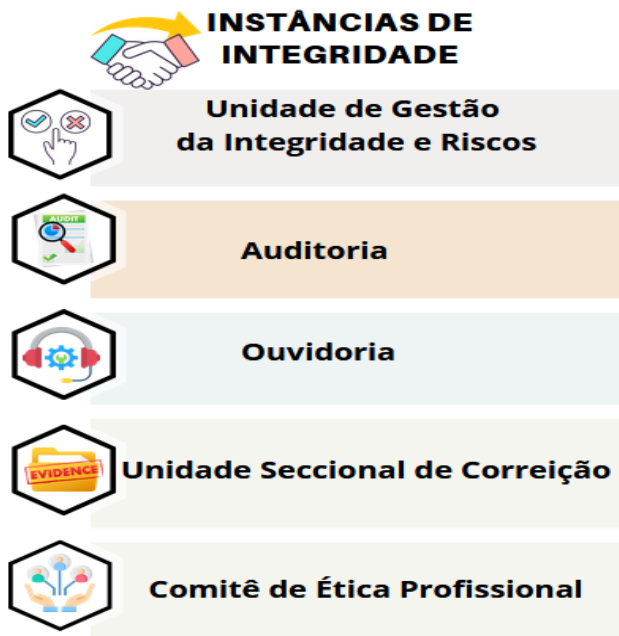 INSTÂNCIAS DE
INTEGRIDADE
Unidade de Gestão
da Integridade e Riscos
AUDIT
Auditoria
Ouvidoria
EVIDENCE
Unidade Seccional de Correição
Comitê de Ética Profissional